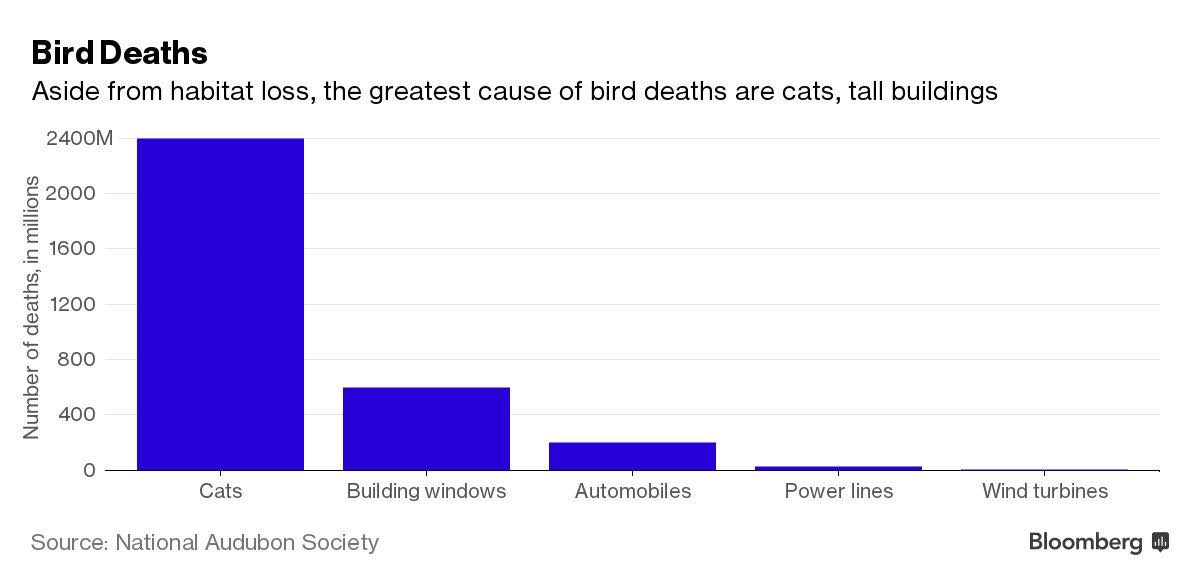 Bird Deaths
Aside from habitat loss, the greatest cause of bird deaths are cats, tall buildings
Number of deaths, in millions
2400M
2000
1600
1200
800
400
0
Cats Building windows Automobiles Power lines Wind turbines
Source: National Audubon Society
Bloomberg